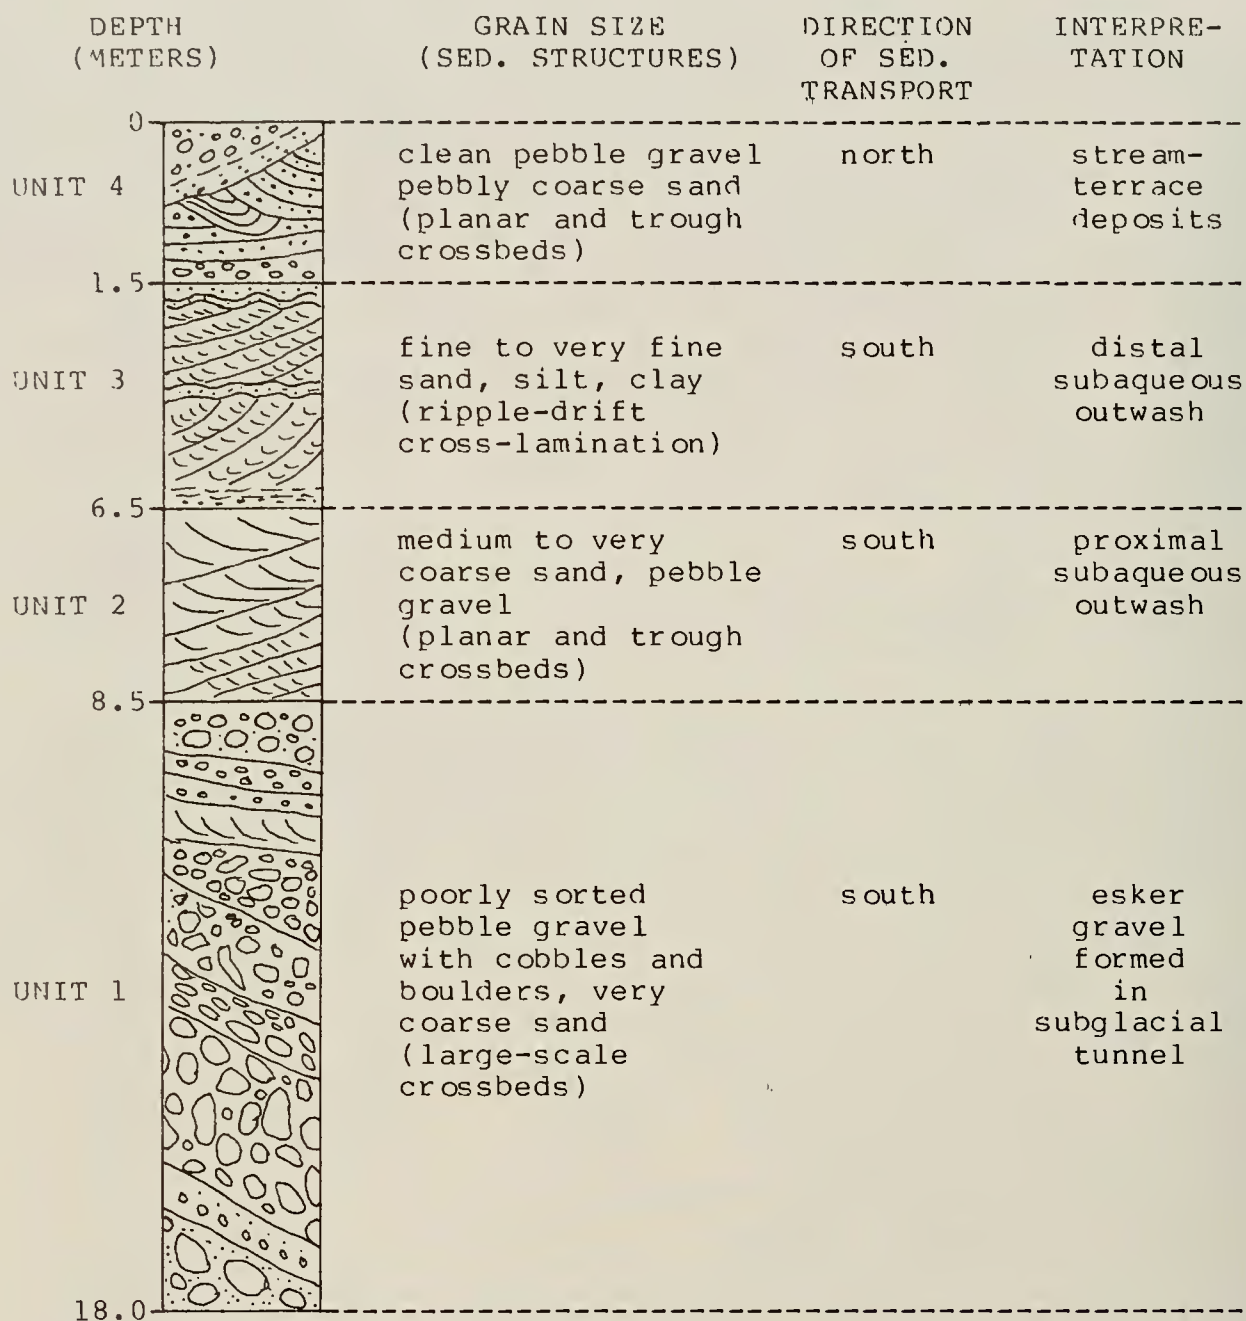 DEPTH GRAIN SIZE DIRECTION INTERPRE-
(METERS) (SED. STRUCTURES) OF SED. TATION
TRANSPORT
0
clean pebble gravel north stream-
UNIT 4 pebbly coarse sand terrace
(planar and trough deposits
crossbeds)
1.5
fine to very fine south distal
UNIT 3 sand, silt, clay subaqueous
(ripple-drift outwash
cross-lamination)
6.5
medium to very south proximal
coarse sand, pebble subaqueous
UNIT 2 gravel outwash
(planar and trough
crossbeds)
8.5
poorly sorted south esker
pebble gravel gravel
with cobbles and formed
UNIT 1 boulders, very in
coarse sand subglacial
(large-scale tunnel
crossbeds)
18.0